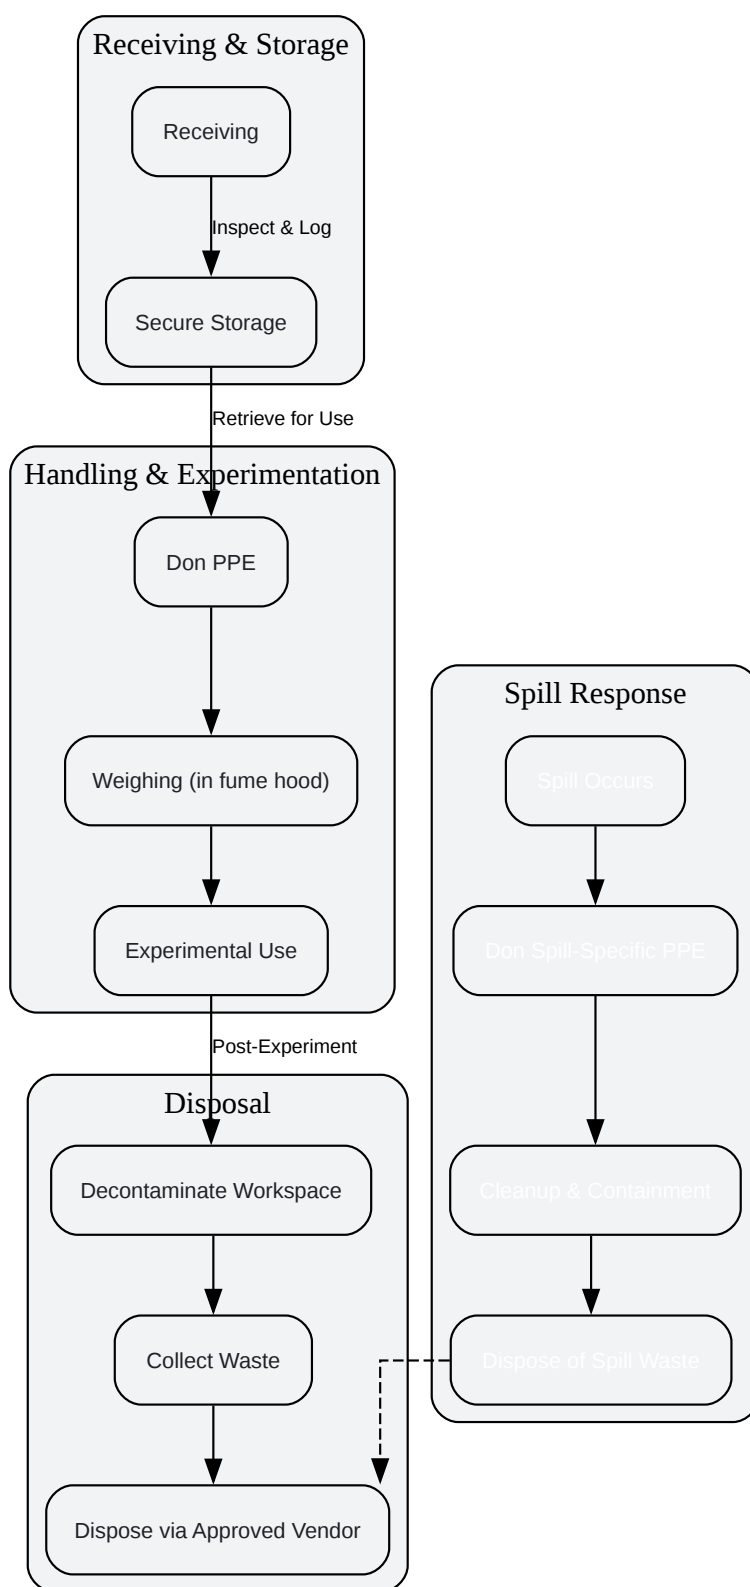 Receiving & Storage
Receiving
Inspect & Log
Secure Storage
Retrieve for Use
Handling & Experimentation
Don PPE
Weighing (in fume hood)
Experimental Use
Post-Experiment
Disposal
Decontaminate Workspace
Collect Waste
Dispose via Approved Vendor
Spill Response
Spill Occurs
Don Spill-Specific PPE
Cleanup & Containment
Dispose of Spill Waste